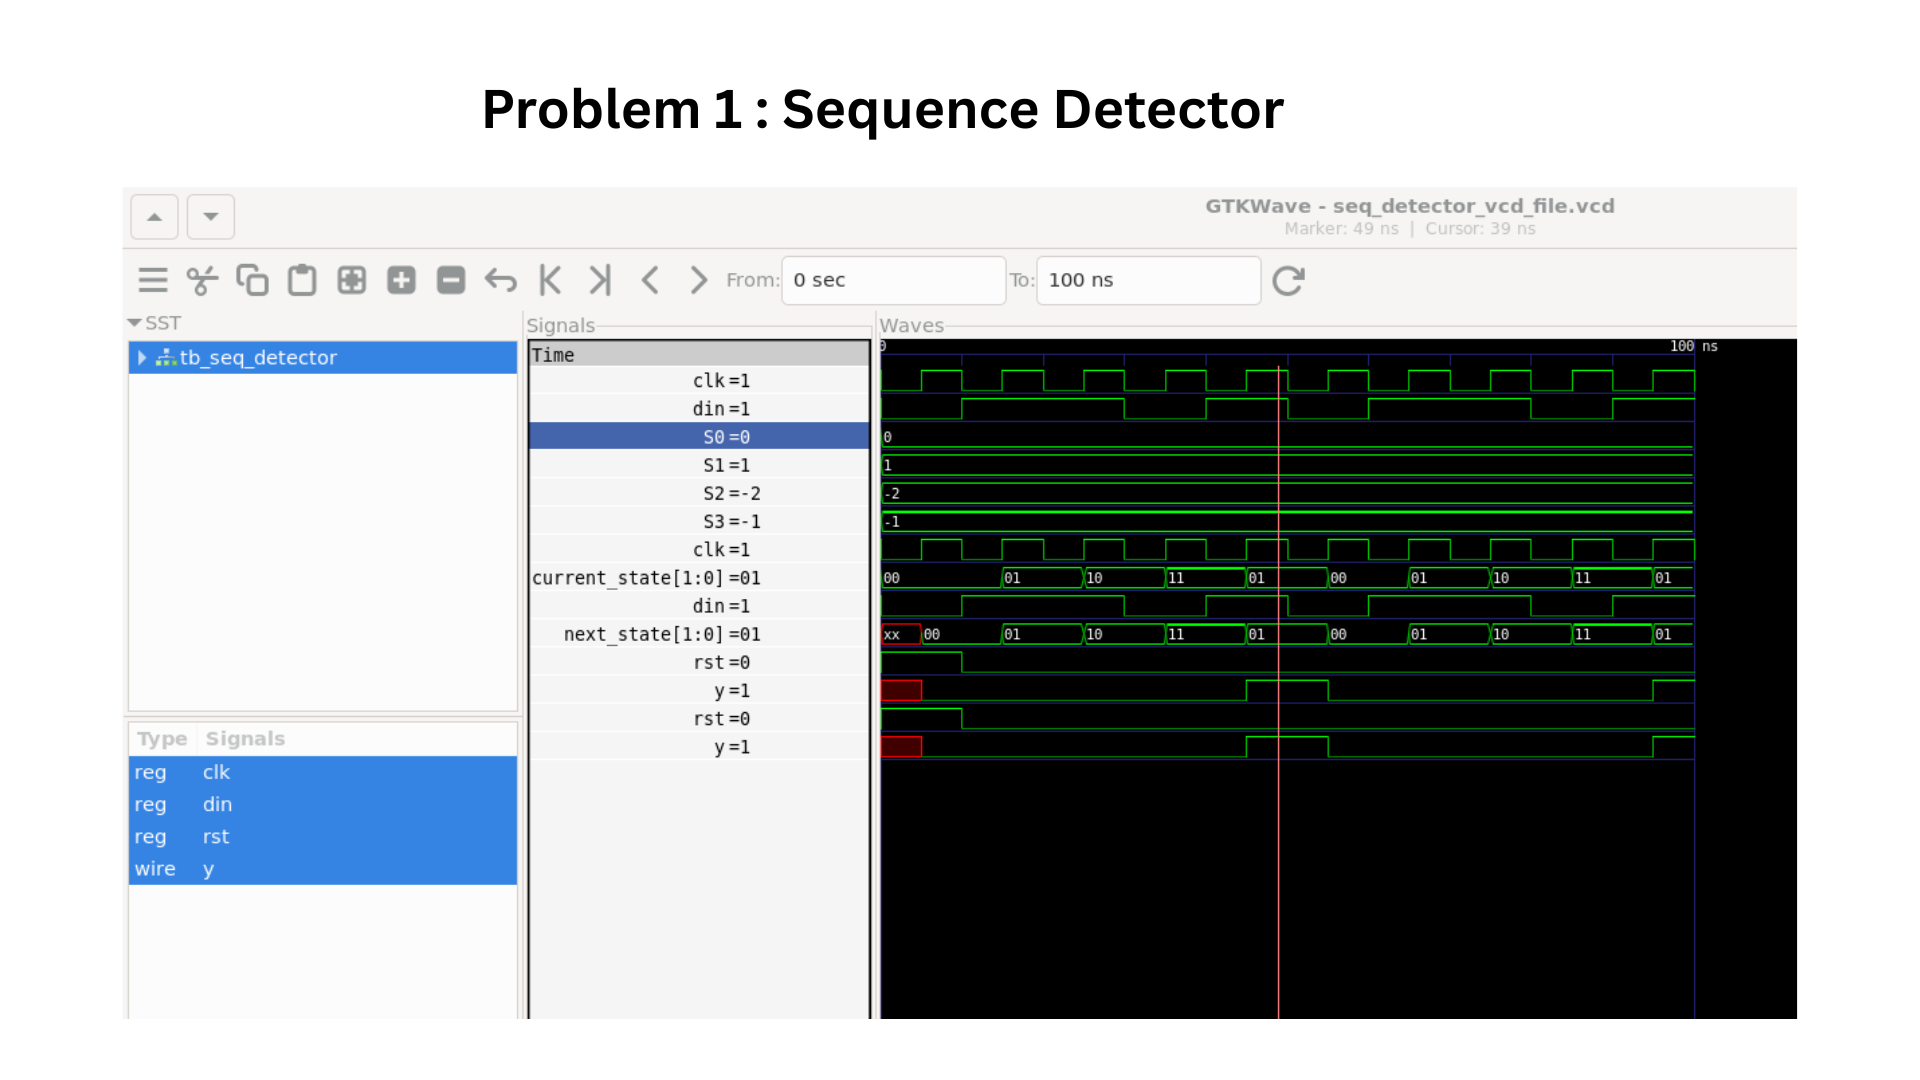 Problem 1 : Sequence Detector
GTKWave - seq_detector_vcd_file.vcd
Marker: 49 ns | Cursor: 39 ns
From: 0 sec To: 100 ns
SST
tb_seq_detector
Type Signals
reg clk
reg din
reg rst
wire y
Signals
Time
clk=1
din=1
S0=0
S1=1
S2=-2
S3=-1
clk=1
current_state[1:0]=01
din=1
next_state[1:0]=01
rst=0
y=1
rst=0
y=1
Waves
0 100 ns
0
1
-2
-1
00 01 10 11 01 00 01 10 11 01
xx 00 01 10 11 01 00 01 10 11 01